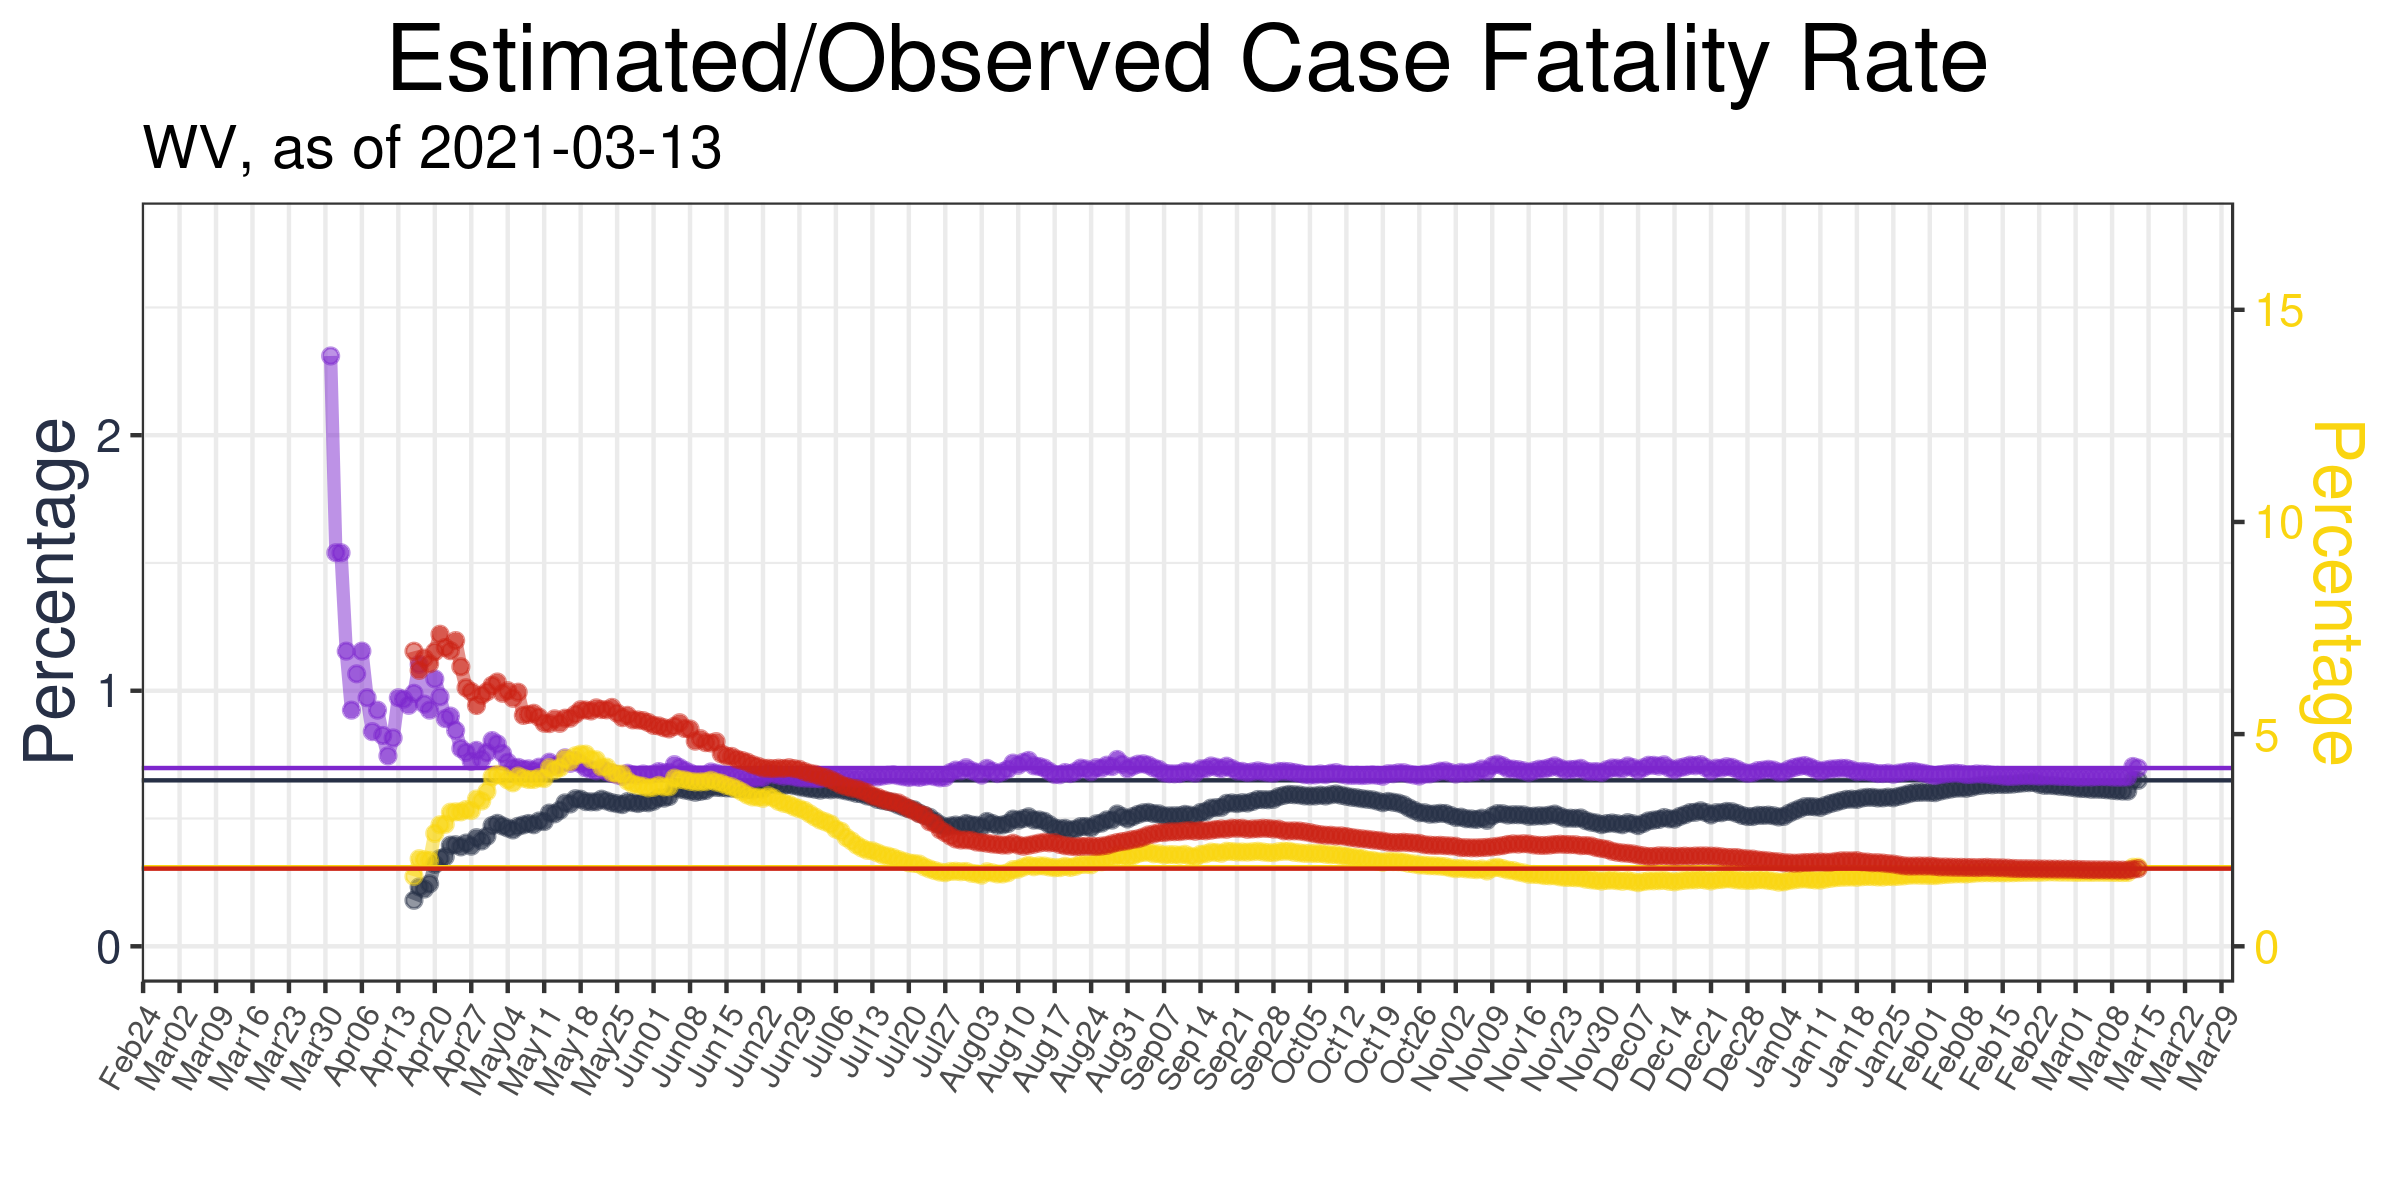 Estimated/Observed Case Fatality Rate
WV, as of 2021-03-13
Percentage
2
1
0
15
10
5
0
Percentage
Feb24
Mar02
Mar09
Mar16
Mar23
Mar30
Apr06
Apr13
Apr20
Apr27
May04
May11
May18
May25
Jun01
Jun08
Jun15
Jun22
Jun29
Jul06
Jul13
Jul20
Jul27
Aug03
Aug10
Aug17
Aug24
Aug31
Sep07
Sep14
Sep21
Sep28
Oct05
Oct12
Oct19
Oct26
Nov02
Nov09
Nov16
Nov23
Nov30
Dec07
Dec14
Dec21
Dec28
Jan04
Jan11
Jan18
Jan25
Feb01
Feb08
Feb15
Feb22
Mar01
Mar08
Mar15
Mar22
Mar29